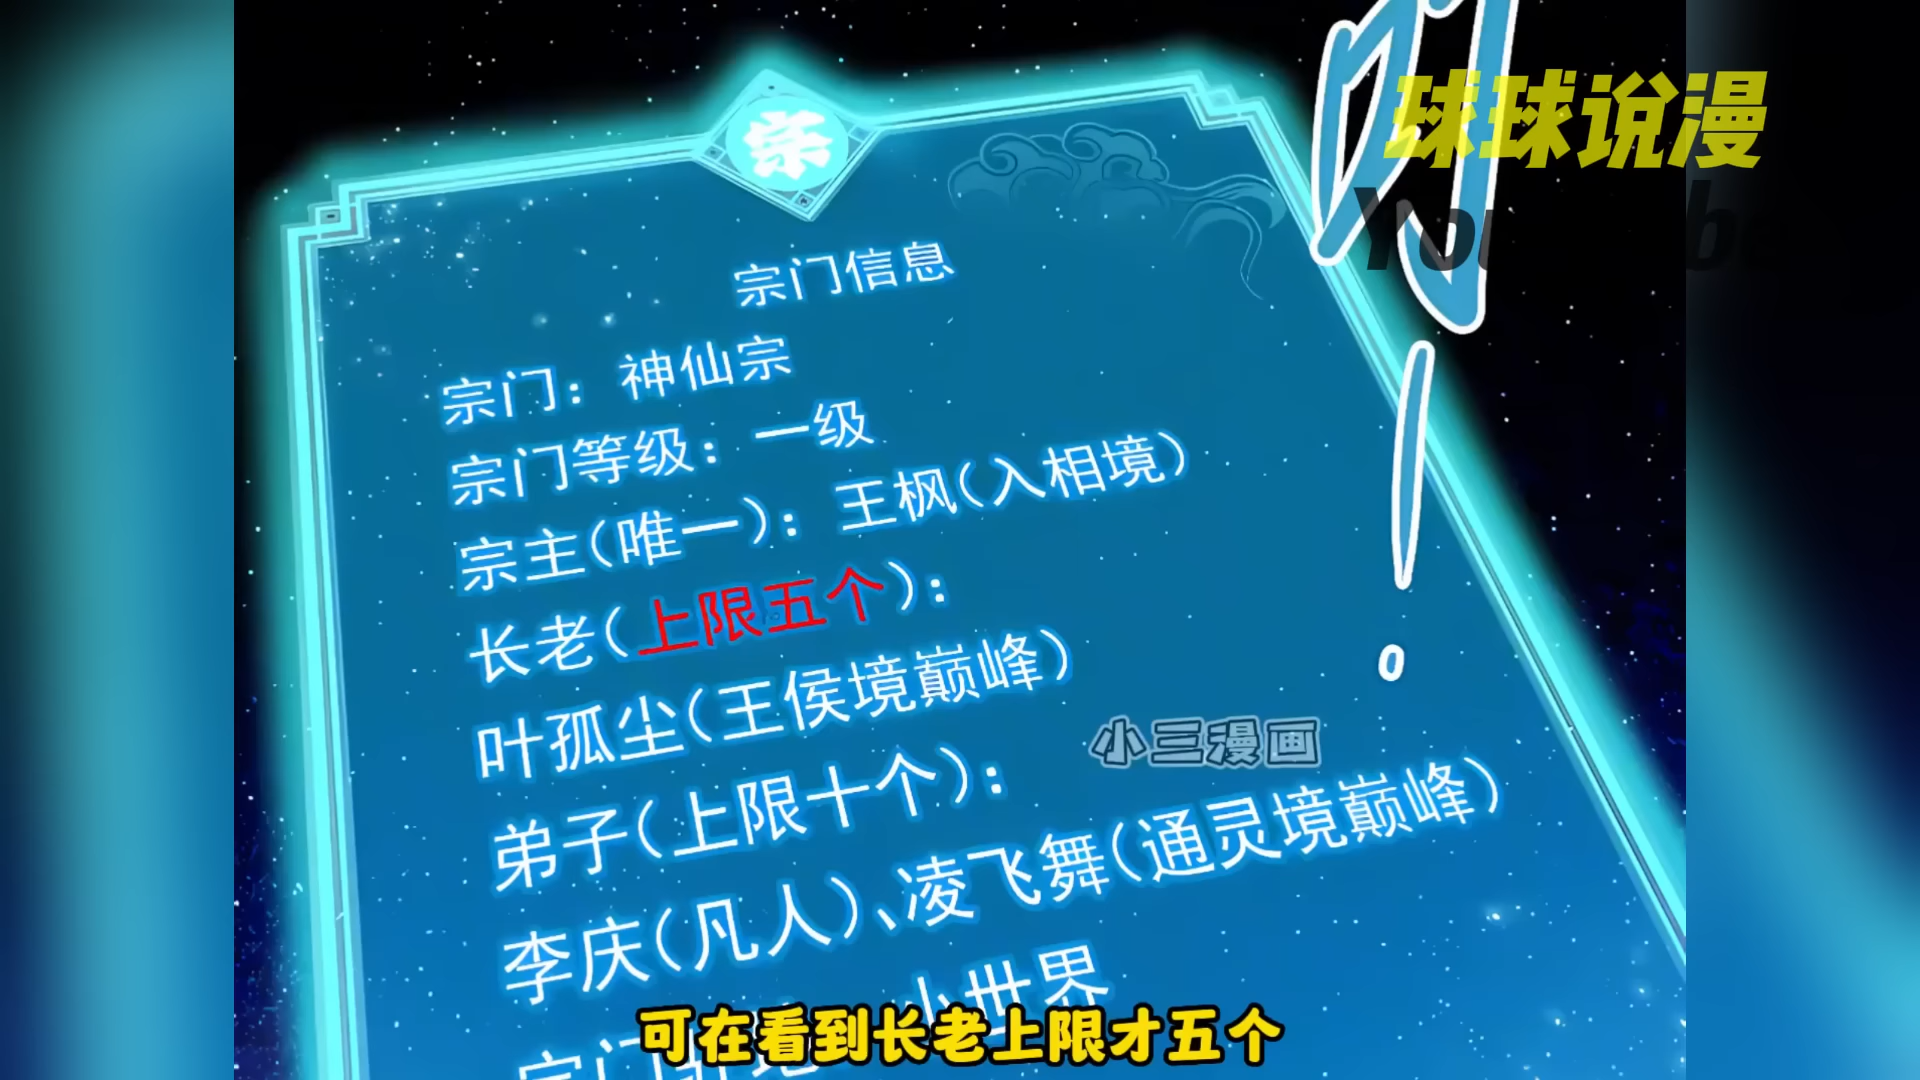 宗
叮——。
球球说漫
宗门信息
宗门：神仙宗
宗门等级：一级
宗主(唯一)：王枫(入相境)
长老(上限五个)：
叶孤尘(王侯境巅峰)
小三漫画
弟子(上限十个)：
李庆(凡人)、凌飞舞(通灵境巅峰)
宗门 小世界
可在看到长老上限才五个